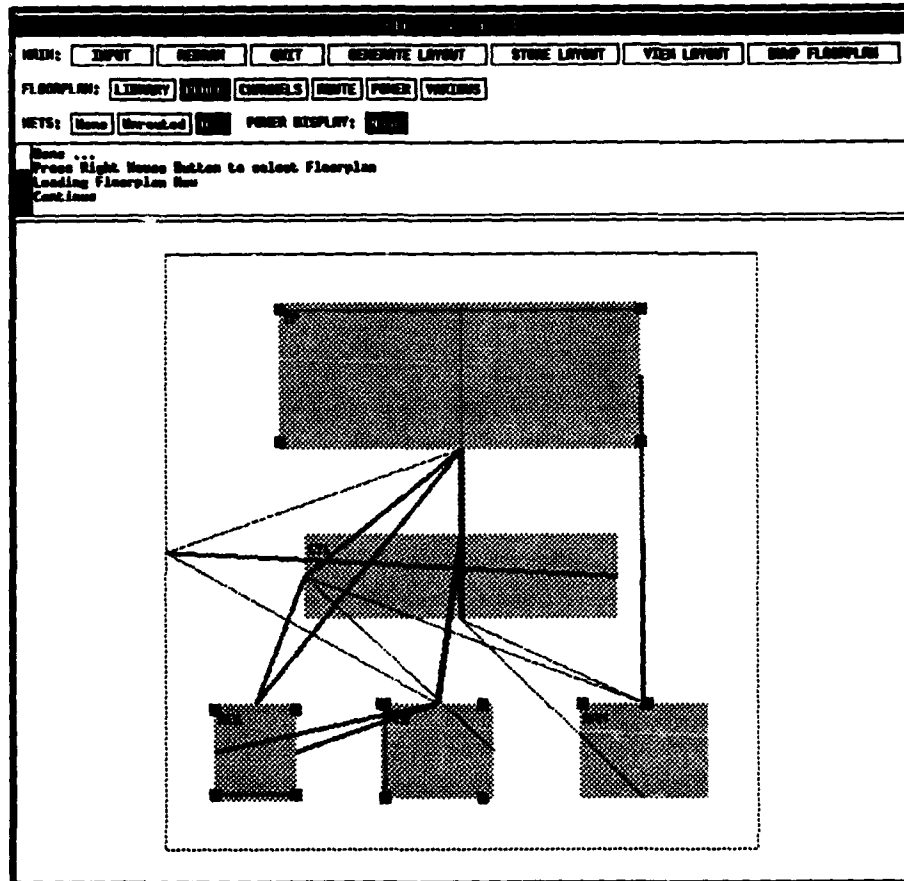 MAIN: INPUT REDRAW QUIT GENERATE LAYOUT STORE LAYOUT VIEW LAYOUT DUMP FLOORPLAN
FLOORPLAN: LIBRARY CHANNELS ROUTE POWER VARIOUS
NETS: None Unrouted POWER DISPLAY:
Done ...
Press Right Mouse Button to select Floorplan
Loading Floorplan Now
Continue